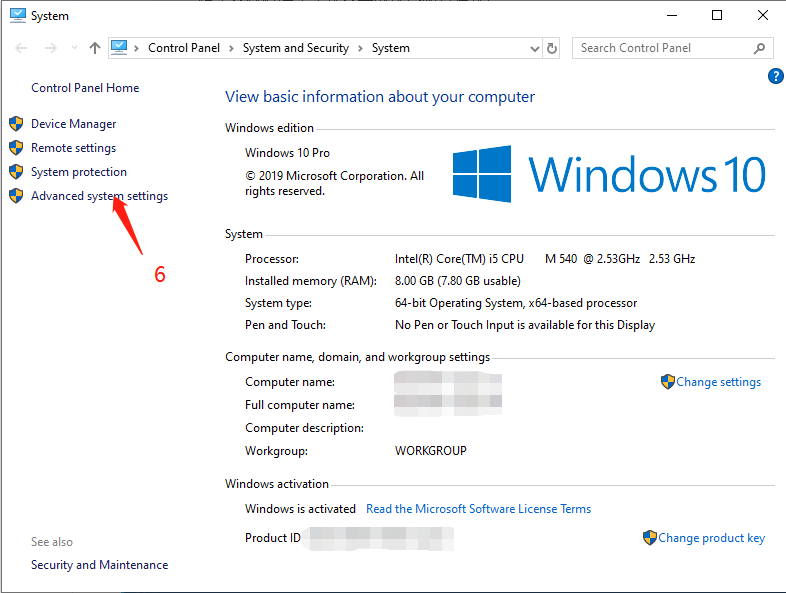 System
Control Panel > System and Security > System
Search Control Panel
?
Control Panel Home
Device Manager
Remote settings
System protection
Advanced system settings
6
See also
Security and Maintenance
View basic information about your computer
Windows edition
Windows 10 Pro
© 2019 Microsoft Corporation. All
rights reserved.
Windows 10
System
Processor: Intel(R) Core(TM) i5 CPU M 540 @ 2.53GHz 2.53 GHz
Installed memory (RAM): 8.00 GB (7.80 GB usable)
System type: 64-bit Operating System, x64-based processor
Pen and Touch: No Pen or Touch Input is available for this Display
Computer name, domain, and workgroup settings
Computer name:
Change settings
Full computer name:
Computer description:
Workgroup: WORKGROUP
Windows activation
Windows is activated Read the Microsoft Software License Terms
Product ID
Change product key